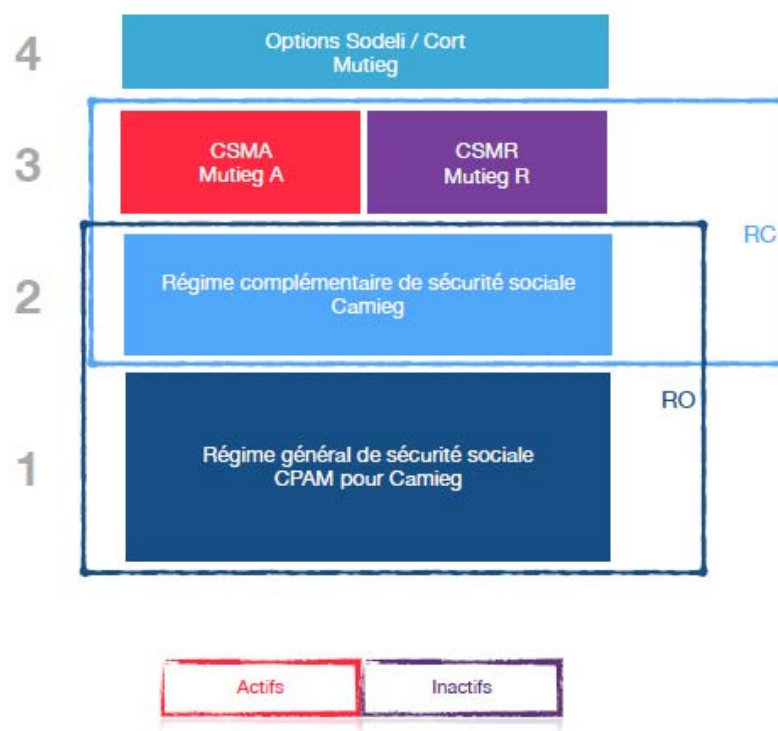 4
Options Sodeli / Cort
Mutieg
3
CSMA
Mutieg A
CSMR
Mutieg R
RC
2
Régime complémentaire de sécurité sociale
Camieg
RO
1
Régime général de sécurité sociale
CPAM pour Camieg
Actifs
Inactifs